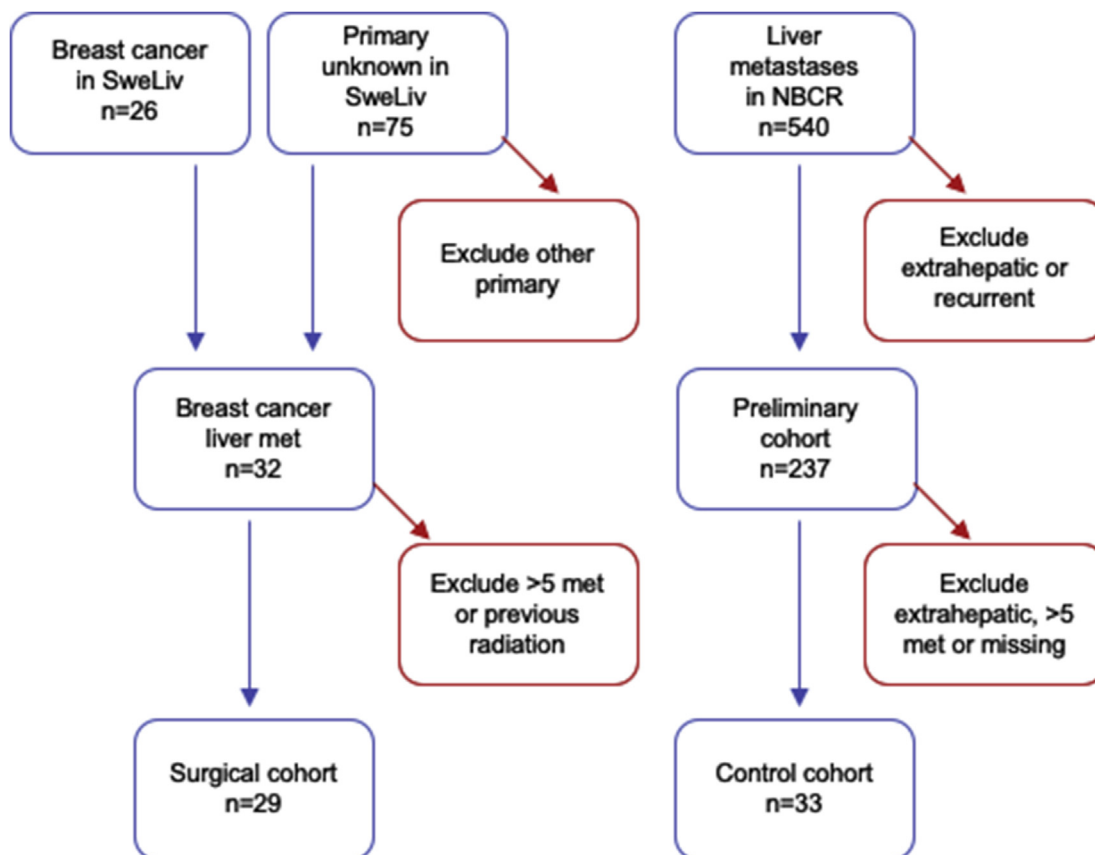 Breast cancer
in SweLiv
n=26
Primary
unknown in
SweLiv
n=75
Liver
metastases
in NBCR
n=540
Exclude other
primary
Exclude
extrahepatic or
recurrent
Breast cancer
liver met
n=32
Preliminary
cohort
n=237
Exclude >5 met
or previous
radiation
Exclude
extrahepatic, >5
met or missing
Surgical cohort
n=29
Control cohort
n=33